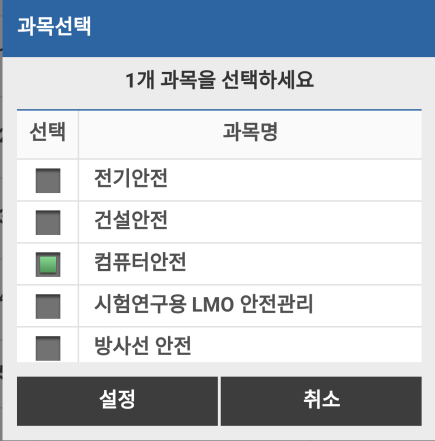 과목선택
1개 과목을 선택하세요
선택 과목명
전기안전
건설안전
컴퓨터안전
시험연구용 LMO 안전관리
방사선 안전
설정 취소